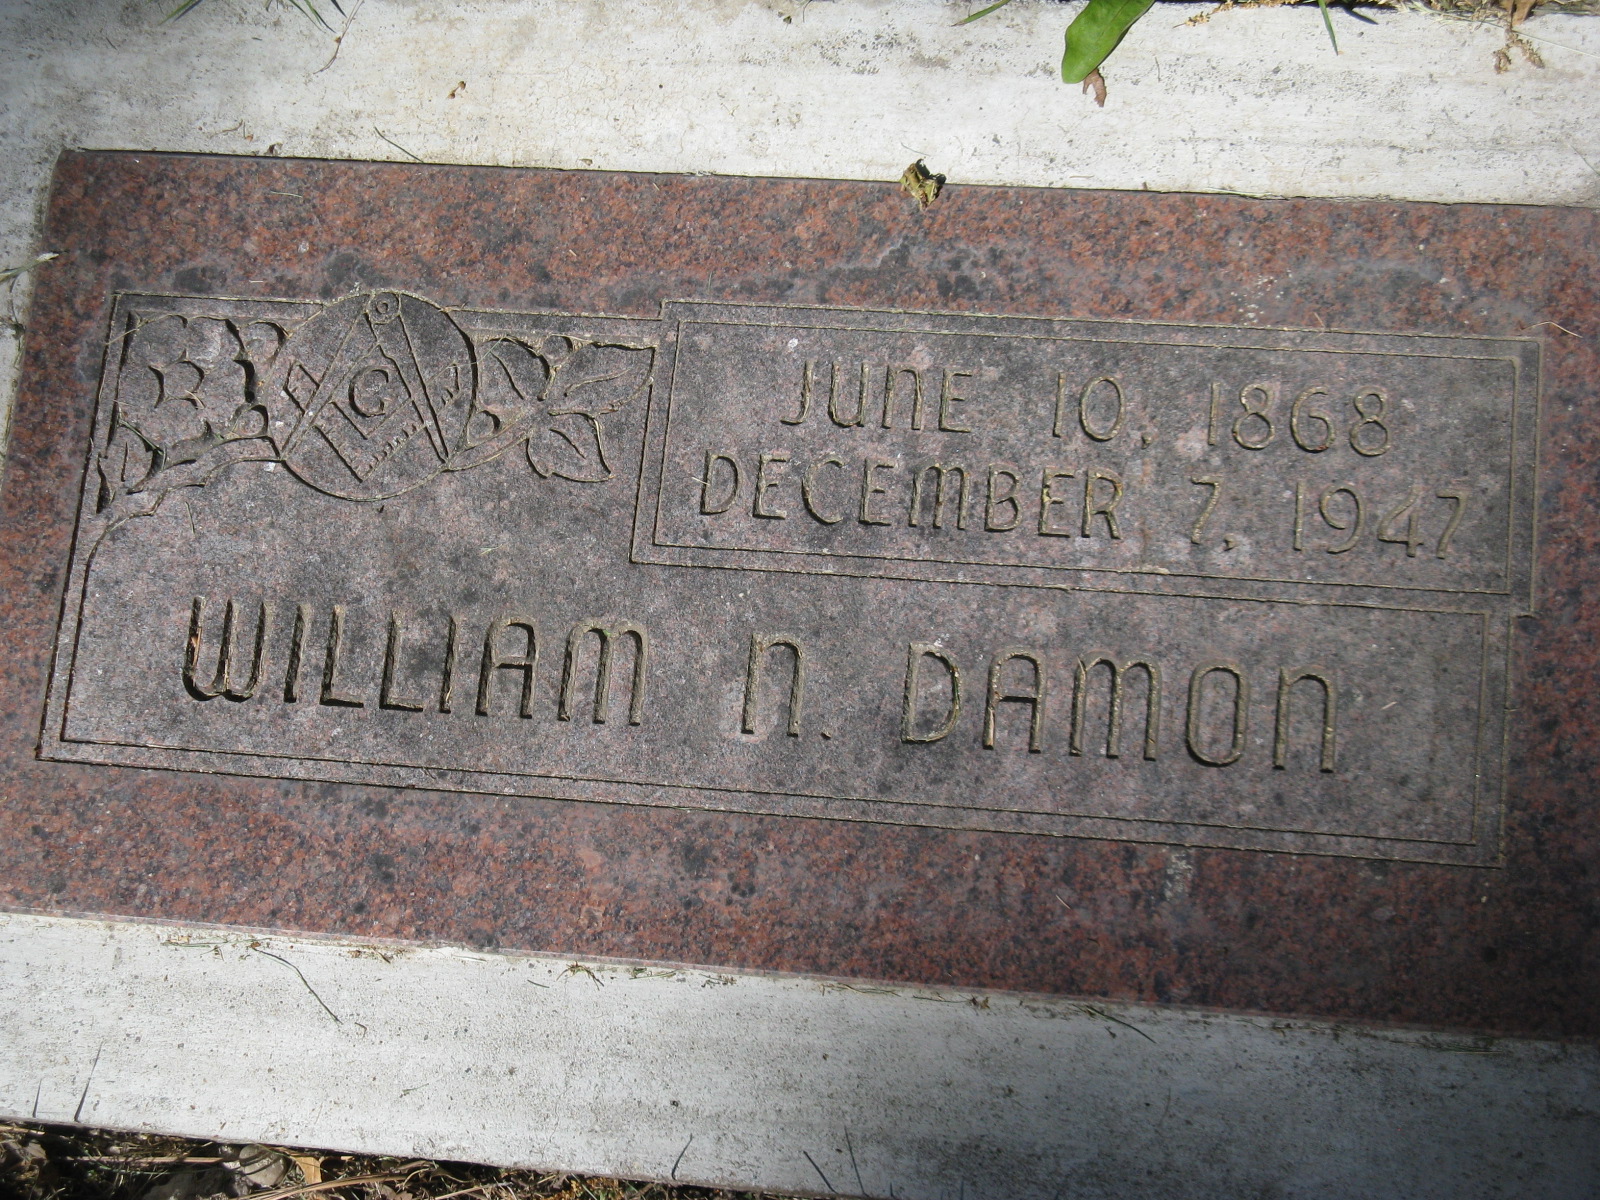 G
JUNE 10, 1868
DECEMBER 7, 1947
WILLIAM N. DAMON